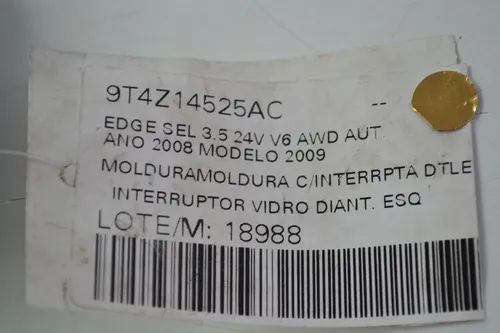 9T4Z14525AC --
EDGE SEL 3.5 24V V6 AWD AUT.
ANO 2008 MODELO 2009
MOLDURAMOLDURA C/INTERRPTA DTLE
INTERRUPTOR VIDRO DIANT. ESQ
LOTE/M: 18988